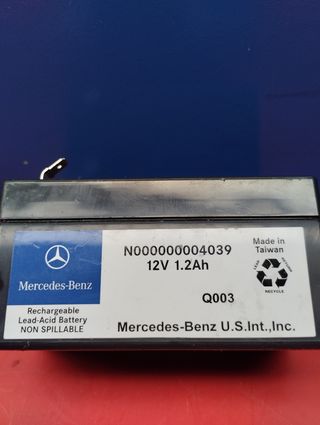 N000000004039
12V 1.2Ah
Made in
Taiwan
Mercedes-Benz
Q003
LEAD
RECYCLE
Rechargeable
Lead-Acid Battery
NON SPILLABLE
Mercedes-Benz U.S.Int.,Inc.